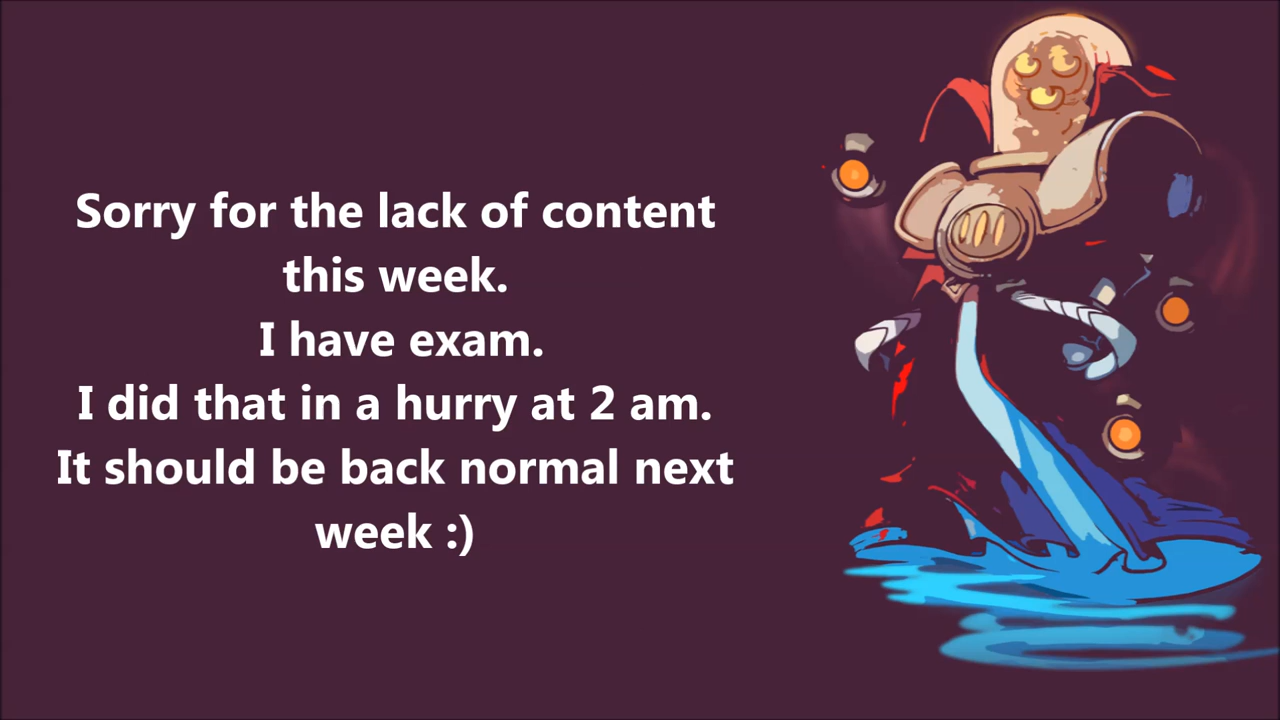 Sorry for the lack of content
this week.
I have exam.
I did that in a hurry at 2 am.
It should be back normal next
week :)